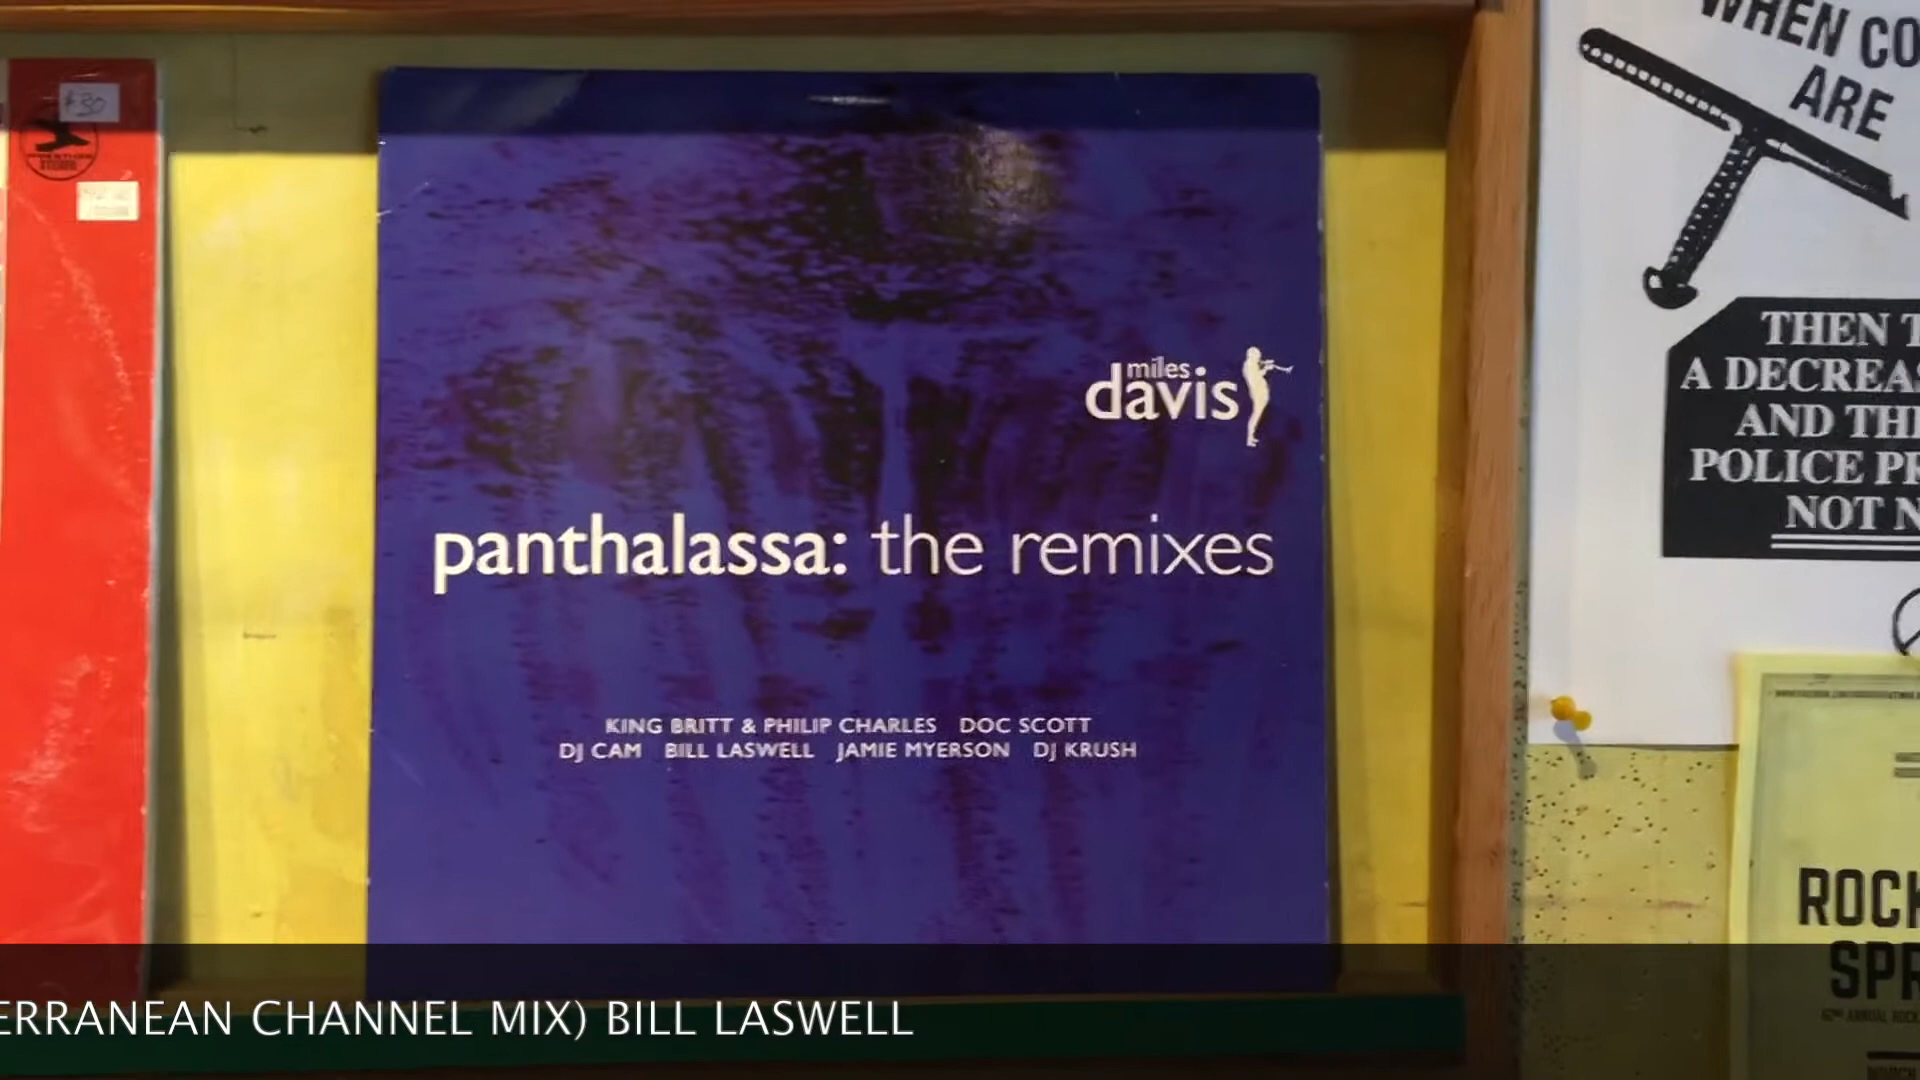 $30
miles
davis
panthalassa: the remixes
KING BRITT & PHILIP CHARLES DOC SCOTT
DJ CAM BILL LASWELL JAMIE MYERSON DJ KRUSH
WHEN CO
ARE
THEN T
A DECREAS
AND THE
POLICE PR
NOT N
ROCK
SPR
ERRANEAN CHANNEL MIX) BILL LASWELL